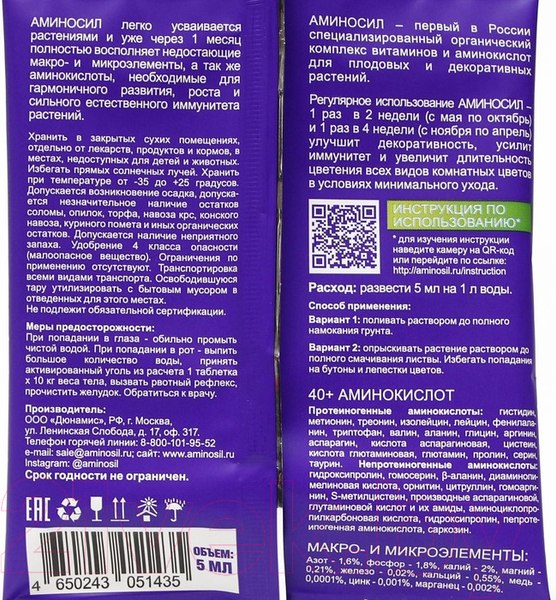 АМИНОСИЛ легко усваивается
растениями и уже через 1 месяц
полностью восполняет недостающие
макро- и микроэлементы, а так же
аминокислоты, необходимые для
гармоничного развития, роста и
сильного естественного иммунитета
растений.
Хранить в закрытых сухих помещениях,
отдельно от лекарств, продуктов и кормов, в
местах, недоступных для детей и животных.
Избегать прямых солнечных лучей. Хранить
при температуре от -35 до +25 градусов.
Допускается возникновение осадка, допуска-
ется незначительное наличие остатков
соломы, опилок, торфа, навоза крс, конского
навоза, куриного помета и иных органических
остатков. Допускается наличие неприятного
запаха. Удобрение 4 класса опасности
(малоопасное вещество). Ограничения по
применению отсутствуют. Транспортировка
всеми видами транспорта. Освободившуюся
тару утилизировать с бытовым мусором в
отведенных для этого местах.
Не подлежит обязательной сертификации.
Меры предосторожности:
При попадании в глаза - обильно промыть
чистой водой. При попадании в рот - выпить
большое количество воды, принять
активированный уголь из расчета 1 таблетка
х 10 кг веса тела, вызвать рвотный рефлекс,
прочистить желудок. Обратиться к врачу.
Производитель:
ООО «Дюнамис», РФ, г. Москва,
ул. Ленинская Слобода, д. 17, оф. 317.
Телефон горячей линии: 8-800-101-95-52
e-mail: sale@aminosil.ru; сайт: www.aminosil.ru
Instagram: @aminosil
Срок годности не ограничен.
EAC
ОБЪЕМ:
5 МЛ
4 650243 051435
АМИНОСИЛ – первый в России
специализированный органический
комплекс витаминов и аминокислот
для плодовых и декоративных
растений.
Регулярное использование АМИНОСИЛ –
1 раз в 2 недели (с мая по октябрь)
и 1 раз в 4 недели (с ноября по апрель)
улучшит декоративность, усилит
иммунитет и увеличит длительность
цветения всех видов комнатных цветов
в условиях минимального ухода.
ИНСТРУКЦИЯ ПО
ИСПОЛЬЗОВАНИЮ*
* для изучения инструкции
наведите камеру на QR-код
или перейдите по ссылке:
http://aminosil.ru/instruction
Расход: развести 5 мл на 1 л воды.
Способ применения:
Вариант 1: поливать раствором до полного
намокания грунта.
Вариант 2: опрыскивать растение раствором до
полного смачивания листвы. Избегать попадания
на бутоны и лепестки цветов.
40+ АМИНОКИСЛОТ
Протеиногенные аминокислоты: гистидин,
метионин, треонин, изолейцин, лейцин, фенилала-
нин, триптофан, валин, аланин, глицин, аргинин,
аспарагин, кислота аспарагиновая, цистеин,
кислота глютаминовая, глютамин, пролин, серин,
таурин. Непротеиногенные аминокислоты:
гидроксипролин, гомосерин, β-аланин, диамиnoпи-
мелиновая кислота, орнитин, цитруллин, гомоарги-
нин, S-метилцистеин, производные аспарагиновой,
глутаминовой кислот и их амиды, аминоциклопро-
пилкарбоновая кислота, гидроксипролин, пепроте-
иногенная аминокислота, саркозин.
МАКРО- И МИКРОЭЛЕМЕНТЫ:
Азот - 1,6%, фосфор - 1,8%, калий - 2%, магний -
0,21%, железо - 0,02%, кальций - 0,55%, медь -
0,0001%, цинк - 0,001%, марганец - 0,002%.